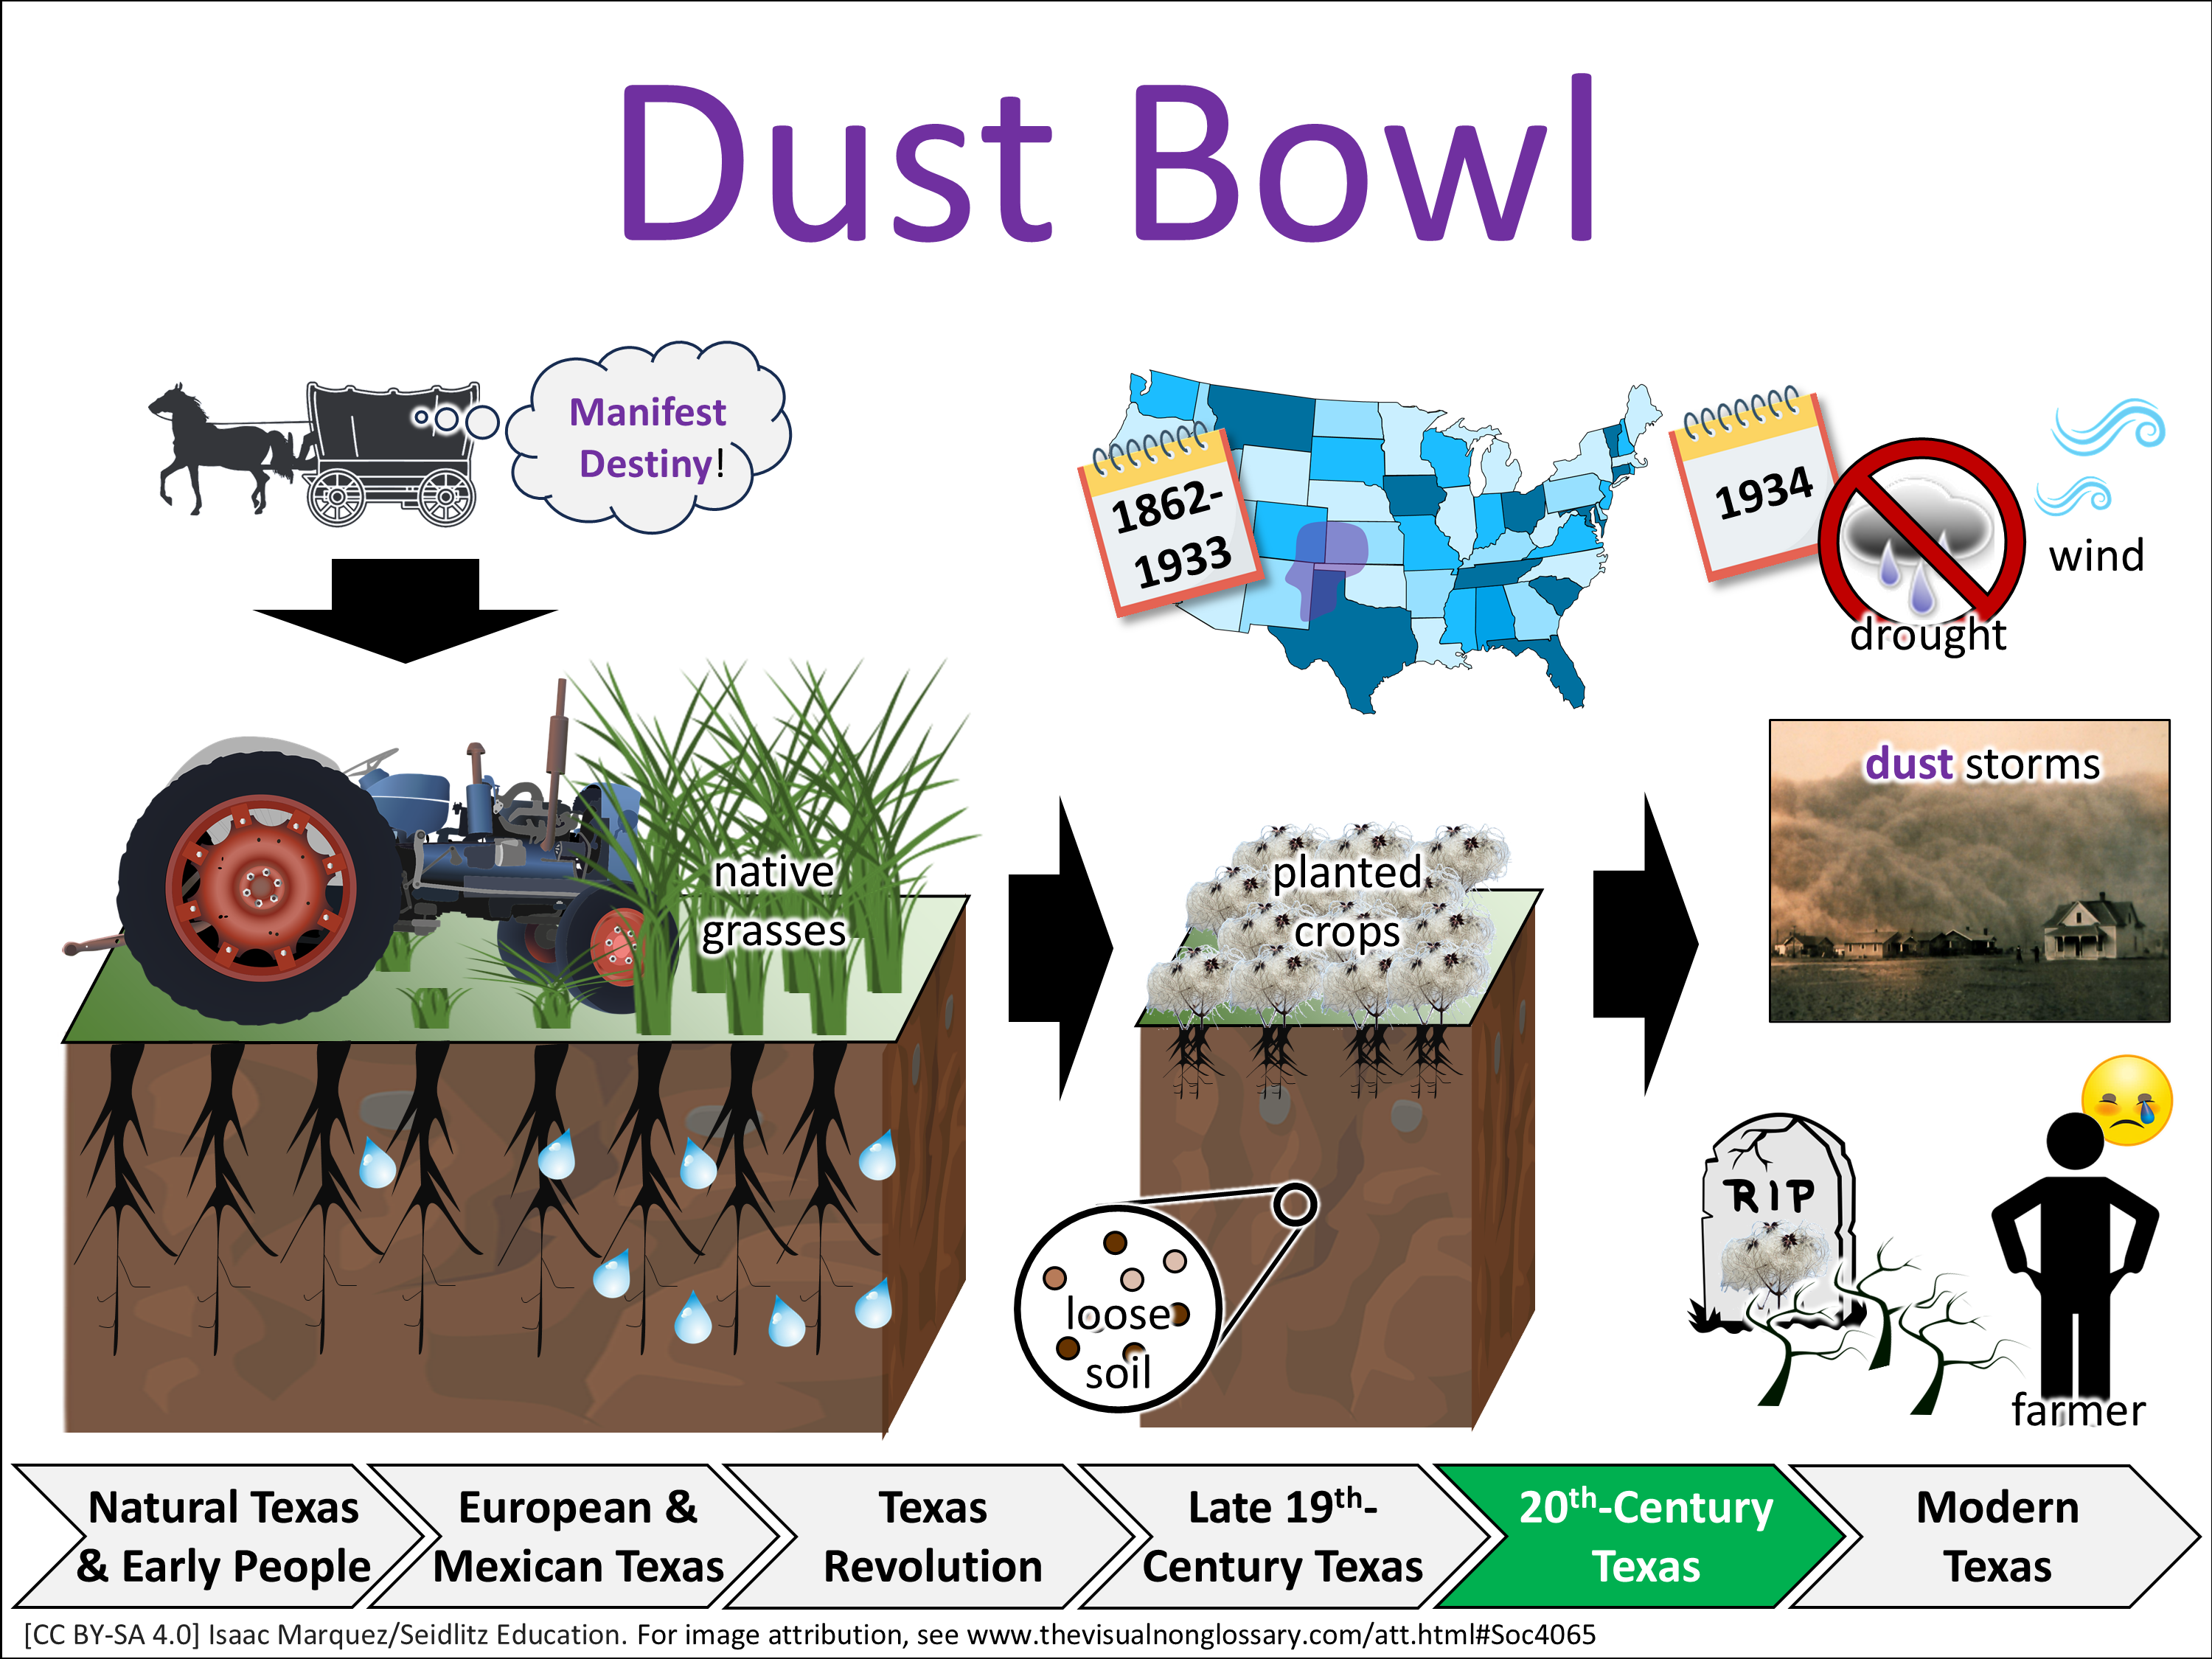 Dust Bowl
Manifest
Destiny!
1862-
1933
1934
wind
drought
native
grasses
planted
crops
dust storms
loose
soil
RIP
farmer
Natural Texas
& Early People
European &
Mexican Texas
Texas
Revolution
Late 19th-
Century Texas
20th-Century
Texas
Modern
Texas
[CC BY-SA 4.0] Isaac Marquez/Seidlitz Education. For image attribution, see www.thevisualnonglossary.com/att.html#Soc4065